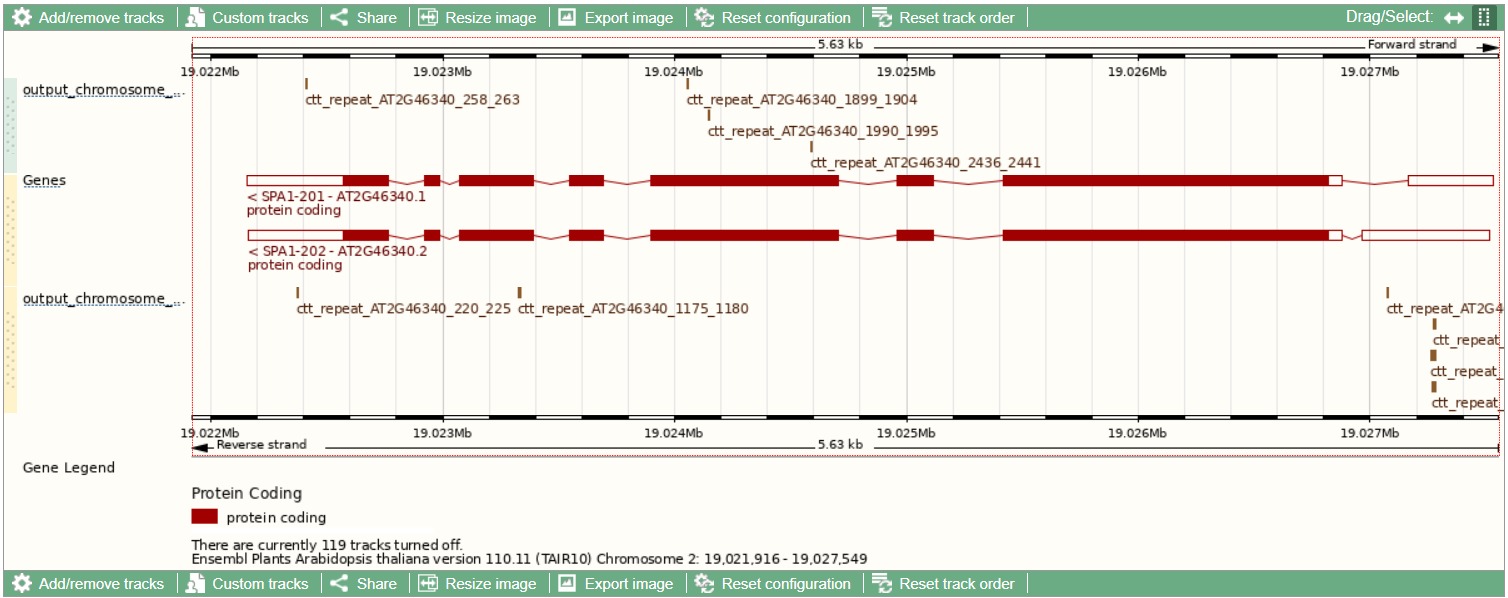 Add/remove tracks Custom tracks Share Resize image Export image Reset configuration Reset track order Drag/Select:
5.63 kb Forward strand
19.022Mb 19.023Mb 19.024Mb 19.025Mb 19.026Mb 19.027Mb
output_chromosome_...
ctt_repeat_AT2G46340_258_263 ctt_repeat_AT2G46340_1899_1904
ctt_repeat_AT2G46340_1990_1995
ctt_repeat_AT2G46340_2436_2441
Genes
< SPA1-201 - AT2G46340.1
protein coding
< SPA1-202 - AT2G46340.2
protein coding
output_chromosome_...
ctt_repeat_AT2G46340_220_225 ctt_repeat_AT2G46340_1175_1180 ctt_repeat_AT2G4
ctt_repeat_
ctt_repeat_
ctt_repeat_
19.022Mb 19.023Mb 19.024Mb 19.025Mb 19.026Mb 19.027Mb
Reverse strand 5.63 kb
Gene Legend
Protein Coding
protein coding
There are currently 119 tracks turned off.
Ensembl Plants Arabidopsis thaliana version 110.11 (TAIR10) Chromosome 2: 19,021,916 - 19,027,549
Add/remove tracks Custom tracks Share Resize image Export image Reset configuration Reset track order